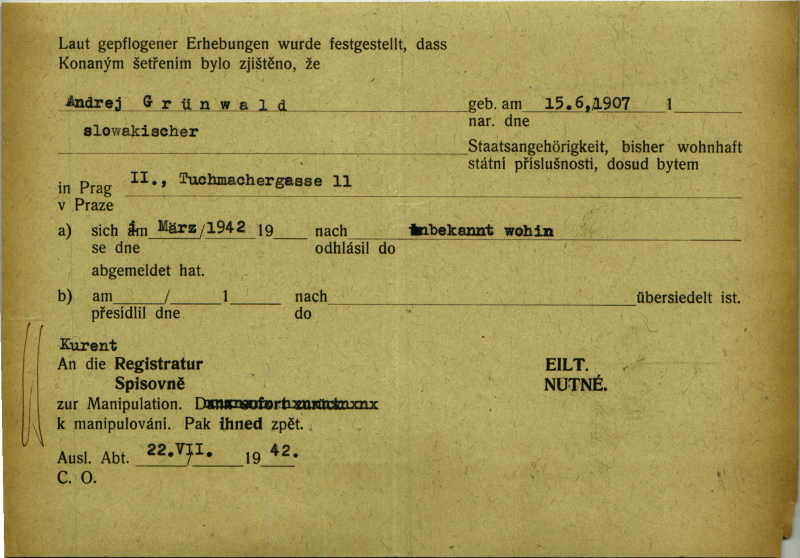 Laut gepflogener Erhebungen wurde festgestellt, dass
Konaným šetřením bylo zjištěno, že
Andrej Grünwald geb. am 15.6.1907 1
nar. dne
slowakischer Staatsangehörigkeit, bisher wohnhaft
státní příslušnosti, dosud bytem
in Prag II., Tuchmachergasse 11
v Praze
a) sich im März/1942 19 nach unbekannt wohin
se dne odhlásil do
abgemeldet hat.
b) am / 1 nach übersiedelt ist.
přesídlil dne do
Kurent
An die Registratur EILT.
Spisovně NUTNÉ.
zur Manipulation.
k manipulování. Pak ihned zpět.
Ausl. Abt. 22.VII. 1942.
C. O.